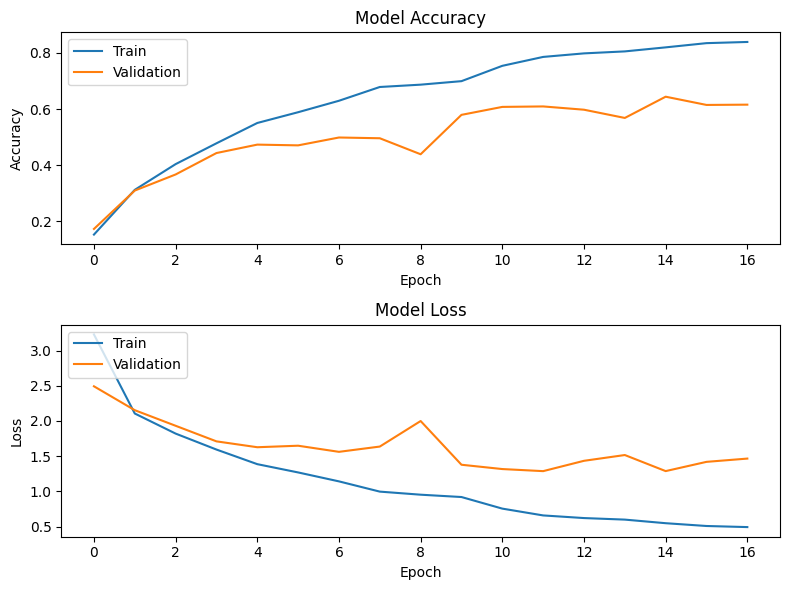 Model Accuracy
Train
Validation
0.8
0.6
0.4
0.2
Accuracy
0 2 4 6 8 10 12 14 16
Epoch
Model Loss
Train
Validation
3.0
2.5
2.0
1.5
1.0
0.5
Loss
0 2 4 6 8 10 12 14 16
Epoch